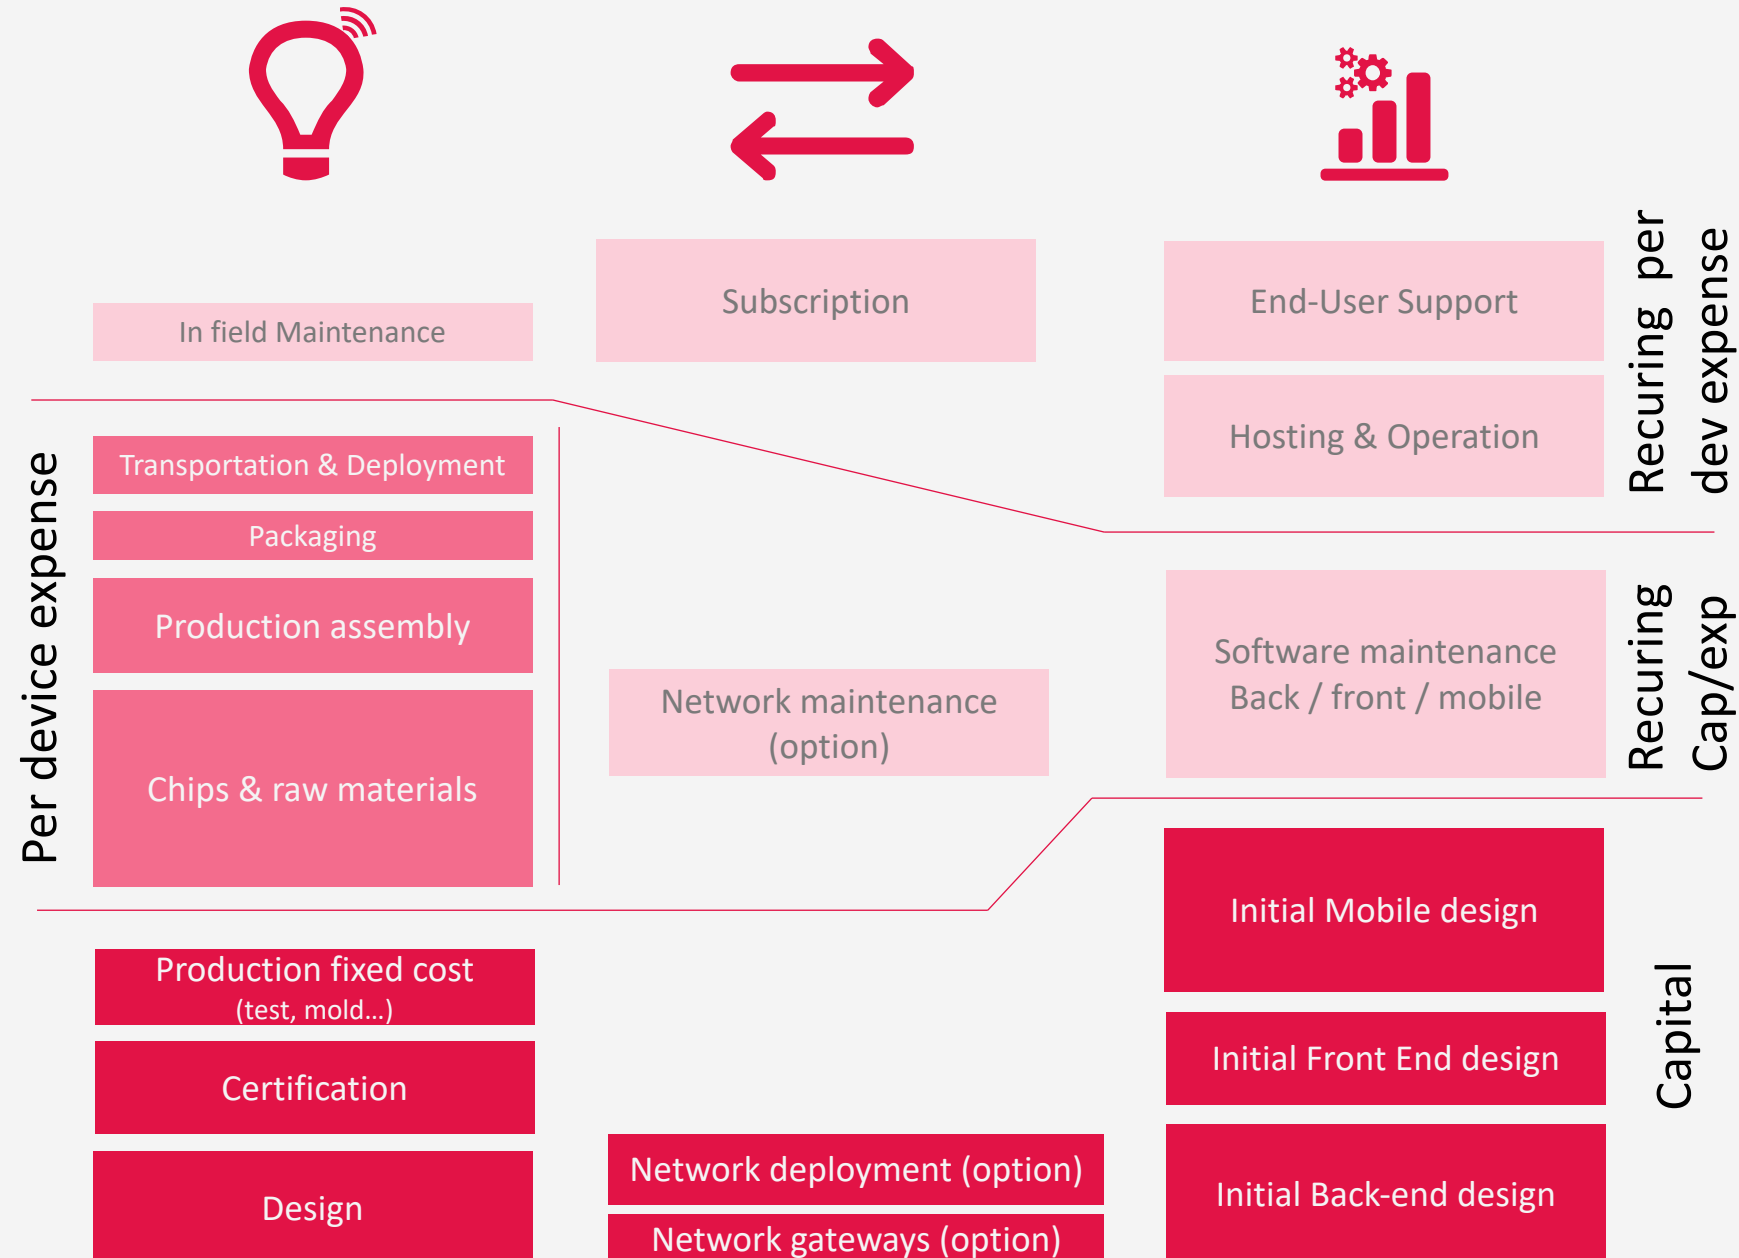 In field Maintenance
Subscription
End-User Support
Hosting & Operation
Recuring per
dev expense
Per device expense
Transportation & Deployment
Packaging
Production assembly
Chips & raw materials
Network maintenance
(option)
Software maintenance
Back / front / mobile
Recuring
Cap/exp
Production fixed cost
(test, mold...)
Certification
Design
Network deployment (option)
Network gateways (option)
Initial Mobile design
Initial Front End design
Initial Back-end design
Capital